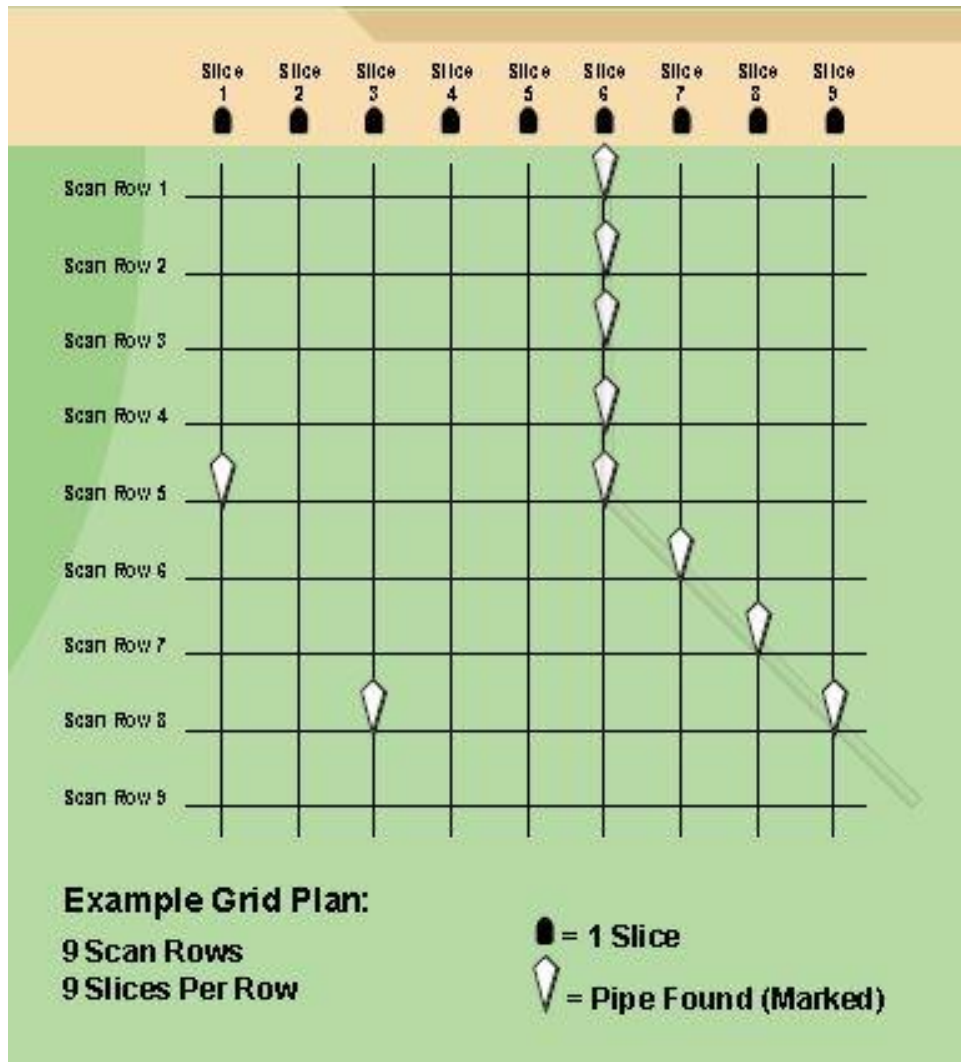 Slice Slice Slice Slice Slice Slice Slice Slice Slice
1 2 3 4 5 6 7 8 9
Scan Row 1
Scan Row 2
Scan Row 3
Scan Row 4
Scan Row 5
Scan Row 6
Scan Row 7
Scan Row 8
Scan Row 9
Example Grid Plan:
9 Scan Rows
9 Slices Per Row
= 1 Slice
= Pipe Found (Marked)